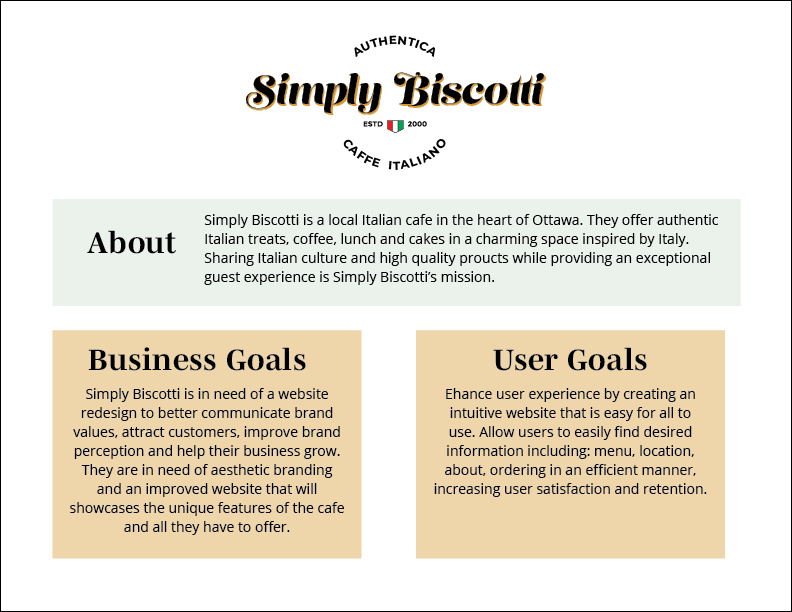 AUTHENTICA
Simply Biscotti
ESTD 2000
CAFFE ITALIANO
About
Simply Biscotti is a local Italian cafe in the heart of Ottawa. They offer authentic
Italian treats, coffee, lunch and cakes in a charming space inspired by Italy.
Sharing Italian culture and high quality proucts while providing an exceptional
guest experience is Simply Biscotti’s mission.
Business Goals
Simply Biscotti is in need of a website
redesign to better communicate brand
values, attract customers, improve brand
perception and help their business grow.
They are in need of aesthetic branding
and an improved website that will
showcases the unique features of the cafe
and all they have to offer.
User Goals
Ehance user experience by creating an
intuitive website that is easy for all to
use. Allow users to easily find desired
information including: menu, location,
about, ordering in an efficient manner,
increasing user satisfaction and retention.